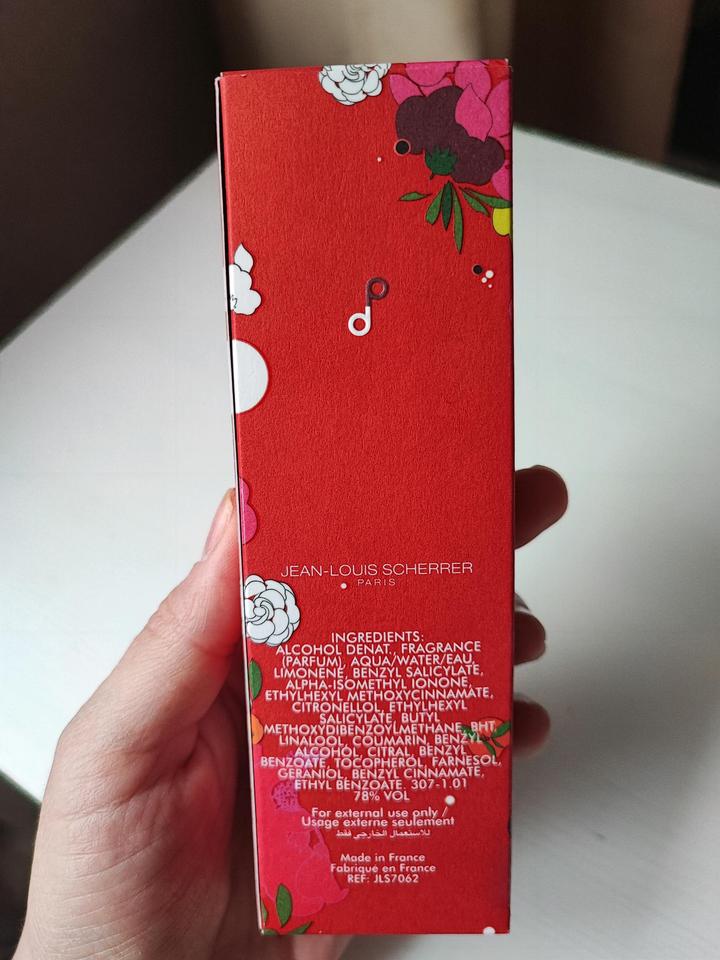 dp
JEAN-LOUIS SCHERRER
PARIS
INGREDIENTS:
ALCOHOL DENAT., FRAGRANCE
(PARFUM), AQUA/WATER/EAU,
LIMONENE, BENZYL SALICYLATE,
ALPHA-ISOMETHYL IONONE,
ETHYLHEXYL METHOXYCINNAMATE,
CITRONELLOL, ETHYLHEXYL
SALICYLATE, BUTYL
METHOXYDIBENZOYLMETHANE, BHT,
LINALOOL, COUMARIN, BENZYL
ALCOHOL, CITRAL, BENZYL
BENZOATE, TOCOPHEROL, FARNESOL,
GERANIOL, BENZYL CINNAMATE,
ETHYL BENZOATE. 307-1.01
78% VOL
For external use only /
Usage externe seulement
للاستعمال الخارجي فقط
Made in France
Fabriqué en France
REF: JLS7062